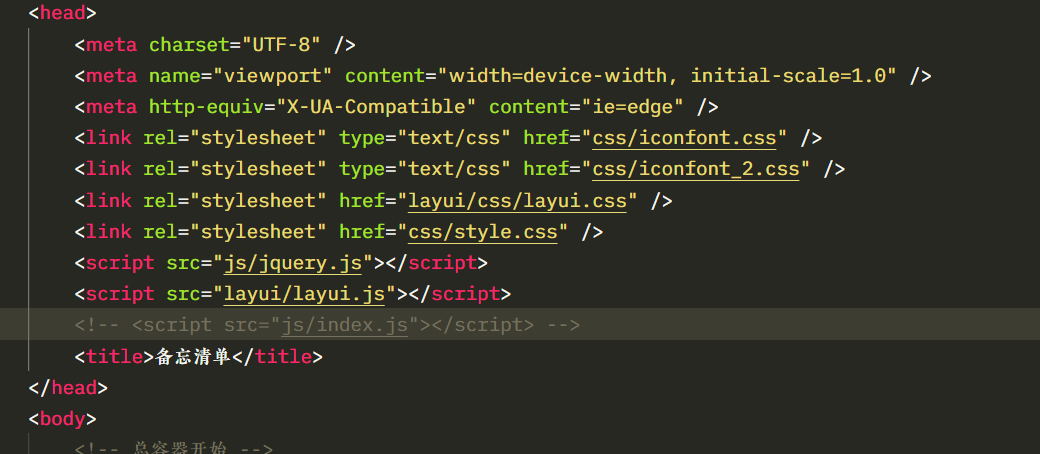 <head>
<meta charset="UTF-8" />
<meta name="viewport" content="width=device-width, initial-scale=1.0" />
<meta http-equiv="X-UA-Compatible" content="ie=edge" />
<link rel="stylesheet" type="text/css" href="css/iconfont.css" />
<link rel="stylesheet" type="text/css" href="css/iconfont_2.css" />
<link rel="stylesheet" href="layui/css/layui.css" />
<link rel="stylesheet" href="css/style.css" />
<script src="js/jquery.js"></script>
<script src="layui/layui.js"></script>
<!-- <script src="js/index.js"></script> -->
<title>备忘清单</title>
</head>
<body>
<!-- 总容器开始 -->